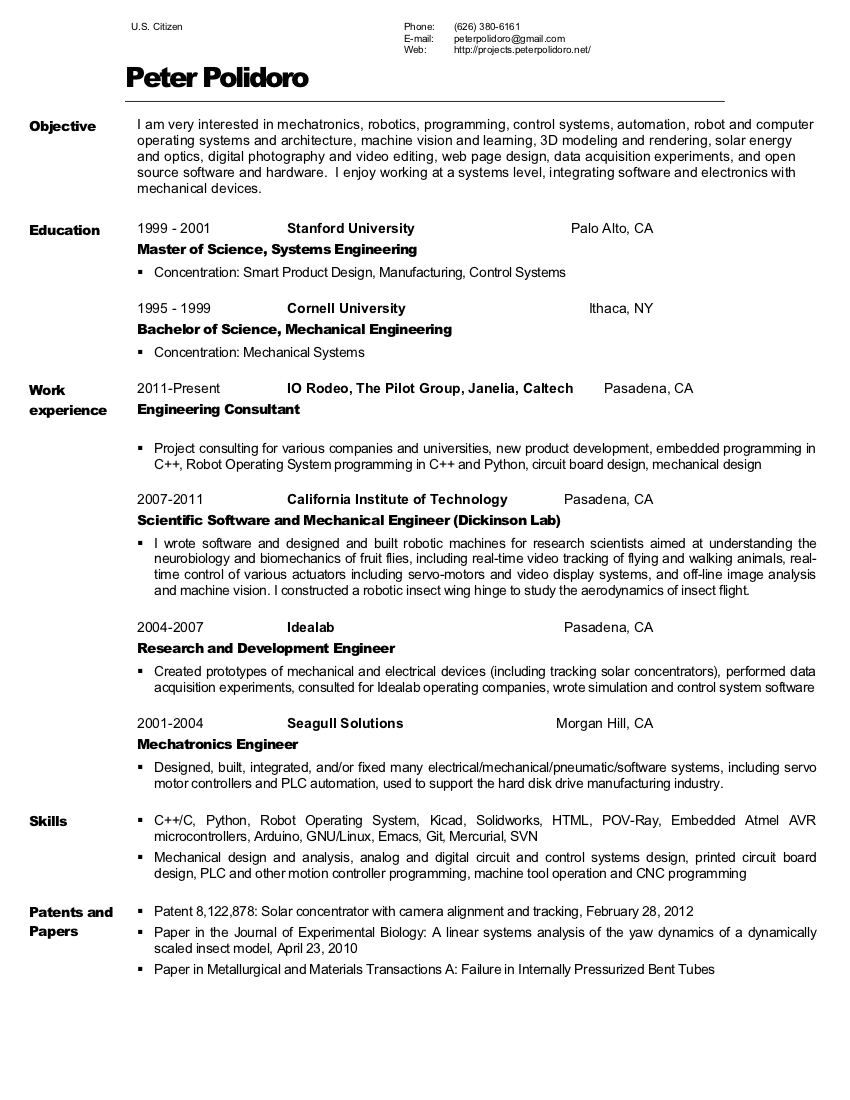 U.S. Citizen
Phone: (626) 380-6161
E-mail: peterpolidoro@gmail.com
Web: http://projects.peterpolidoro.net/
Peter Polidoro
Objective
I am very interested in mechatronics, robotics, programming, control systems, automation, robot and computer
operating systems and architecture, machine vision and learning, 3D modeling and rendering, solar energy
and optics, digital photography and video editing, web page design, data acquisition experiments, and open
source software and hardware. I enjoy working at a systems level, integrating software and electronics with
mechanical devices.
Education
1999 - 2001 Stanford University Palo Alto, CA
Master of Science, Systems Engineering
▪ Concentration: Smart Product Design, Manufacturing, Control Systems
1995 - 1999 Cornell University Ithaca, NY
Bachelor of Science, Mechanical Engineering
▪ Concentration: Mechanical Systems
Work
experience
2011-Present IO Rodeo, The Pilot Group, Janelia, Caltech Pasadena, CA
Engineering Consultant
▪ Project consulting for various companies and universities, new product development, embedded programming in
C++, Robot Operating System programming in C++ and Python, circuit board design, mechanical design
2007-2011 California Institute of Technology Pasadena, CA
Scientific Software and Mechanical Engineer (Dickinson Lab)
▪ I wrote software and designed and built robotic machines for research scientists aimed at understanding the
neurobiology and biomechanics of fruit flies, including real-time video tracking of flying and walking animals, real-
time control of various actuators including servo-motors and video display systems, and off-line image analysis
and machine vision. I constructed a robotic insect wing hinge to study the aerodynamics of insect flight.
2004-2007 Idealab Pasadena, CA
Research and Development Engineer
▪ Created prototypes of mechanical and electrical devices (including tracking solar concentrators), performed data
acquisition experiments, consulted for Idealab operating companies, wrote simulation and control system software
2001-2004 Seagull Solutions Morgan Hill, CA
Mechatronics Engineer
▪ Designed, built, integrated, and/or fixed many electrical/mechanical/pneumatic/software systems, including servo
motor controllers and PLC automation, used to support the hard disk drive manufacturing industry.
Skills
▪ C++/C, Python, Robot Operating System, Kicad, Solidworks, HTML, POV-Ray, Embedded Atmel AVR
microcontrollers, Arduino, GNU/Linux, Emacs, Git, Mercurial, SVN
▪ Mechanical design and analysis, analog and digital circuit and control systems design, printed circuit board
design, PLC and other motion controller programming, machine tool operation and CNC programming
Patents and
Papers
▪ Patent 8,122,878: Solar concentrator with camera alignment and tracking, February 28, 2012
▪ Paper in the Journal of Experimental Biology: A linear systems analysis of the yaw dynamics of a dynamically
scaled insect model, April 23, 2010
▪ Paper in Metallurgical and Materials Transactions A: Failure in Internally Pressurized Bent Tubes